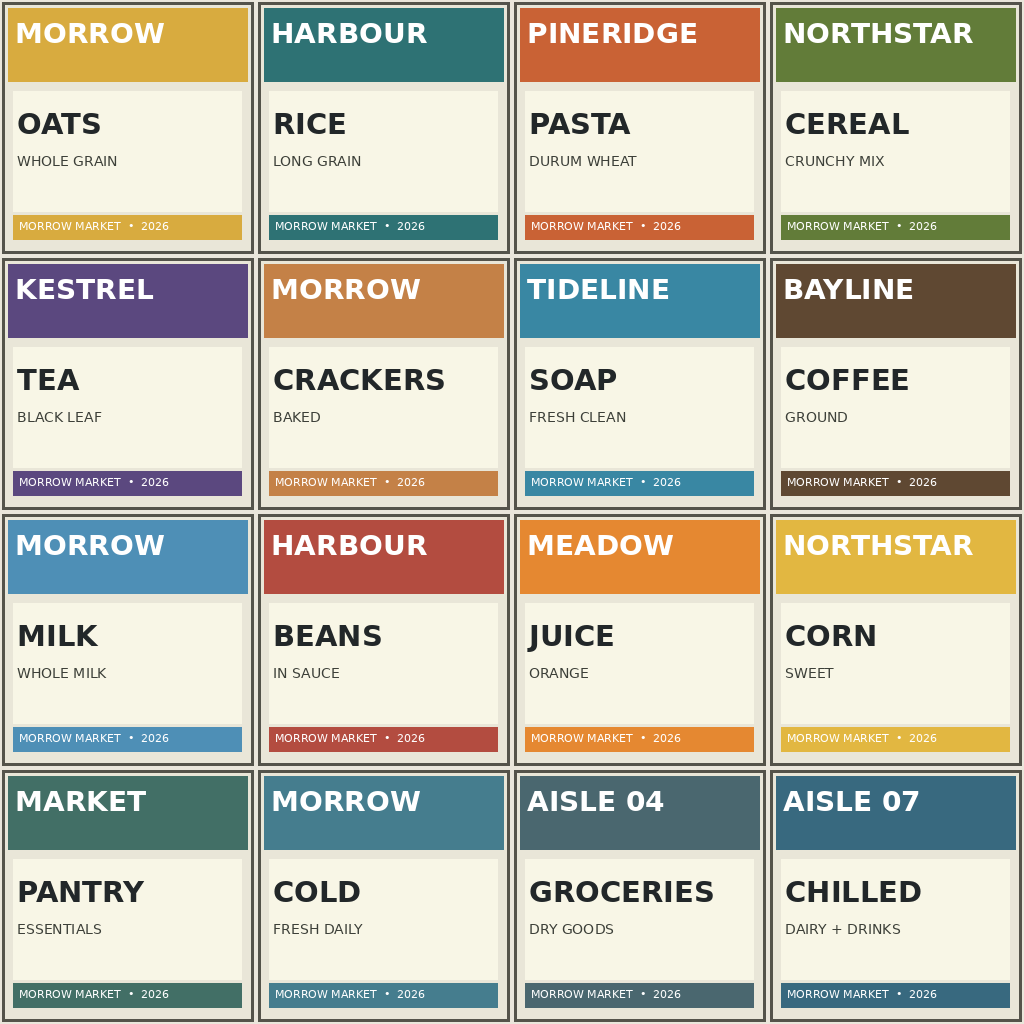 MORROW
OATS
WHOLE GRAIN
MORROW MARKET • 2026
HARBOUR
RICE
LONG GRAIN
MORROW MARKET • 2026
PINERIDGE
PASTA
DURUM WHEAT
MORROW MARKET • 2026
NORTHSTAR
CEREAL
CRUNCHY MIX
MORROW MARKET • 2026
KESTREL
TEA
BLACK LEAF
MORROW MARKET • 2026
MORROW
CRACKERS
BAKED
MORROW MARKET • 2026
TIDELINE
SOAP
FRESH CLEAN
MORROW MARKET • 2026
BAYLINE
COFFEE
GROUND
MORROW MARKET • 2026
MORROW
MILK
WHOLE MILK
MORROW MARKET • 2026
HARBOUR
BEANS
IN SAUCE
MORROW MARKET • 2026
MEADOW
JUICE
ORANGE
MORROW MARKET • 2026
NORTHSTAR
CORN
SWEET
MORROW MARKET • 2026
MARKET
PANTRY
ESSENTIALS
MORROW MARKET • 2026
MORROW
COLD
FRESH DAILY
MORROW MARKET • 2026
AISLE 04
GROCERIES
DRY GOODS
MORROW MARKET • 2026
AISLE 07
CHILLED
DAIRY + DRINKS
MORROW MARKET • 2026